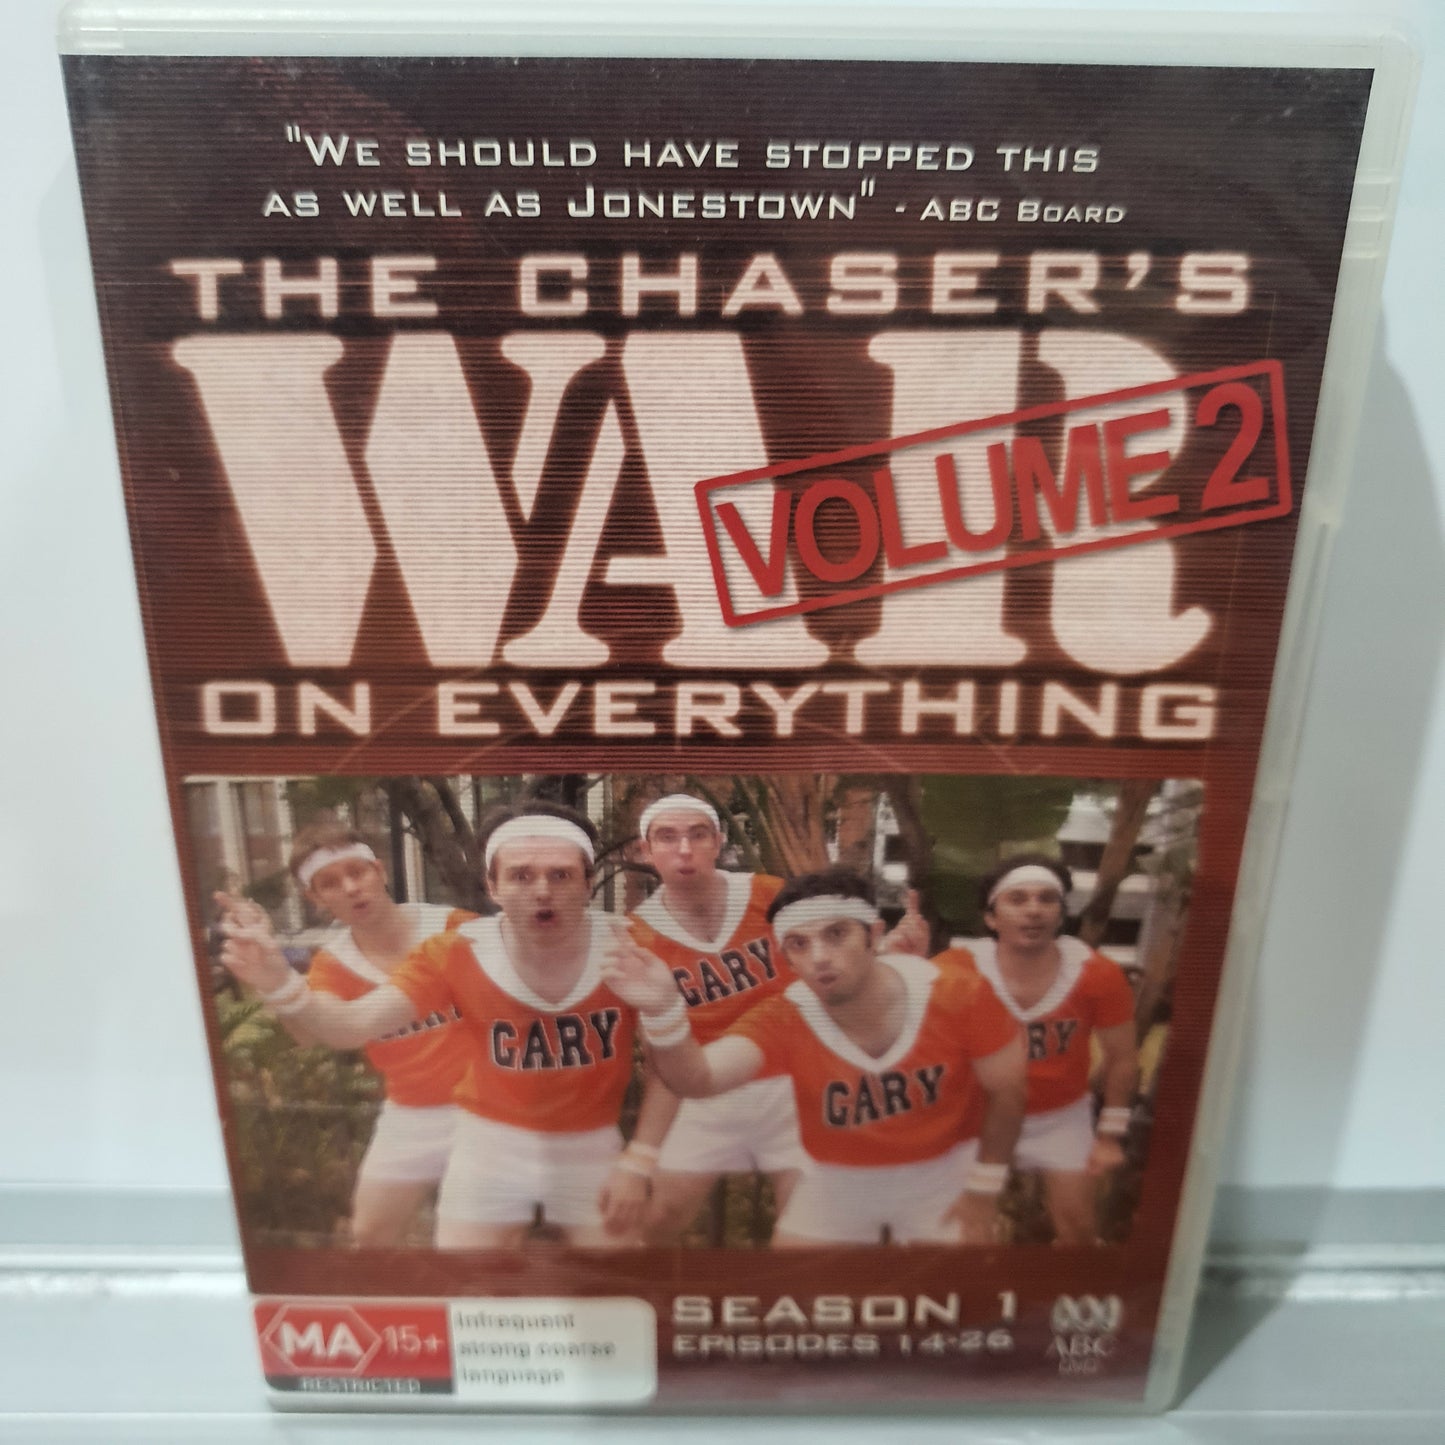 "WE SHOULD HAVE STOPPED THIS
AS WELL AS JONESTOWN" - ABC BOARD
THE CHASER'S
WAR
VOLUME 2
ON EVERYTHING
GARY
GARY
GARY
RY
MA 15+
RESTRICTED
Infrequent
strong coarse
language
SEASON 1
EPISODES 14-26
ABC